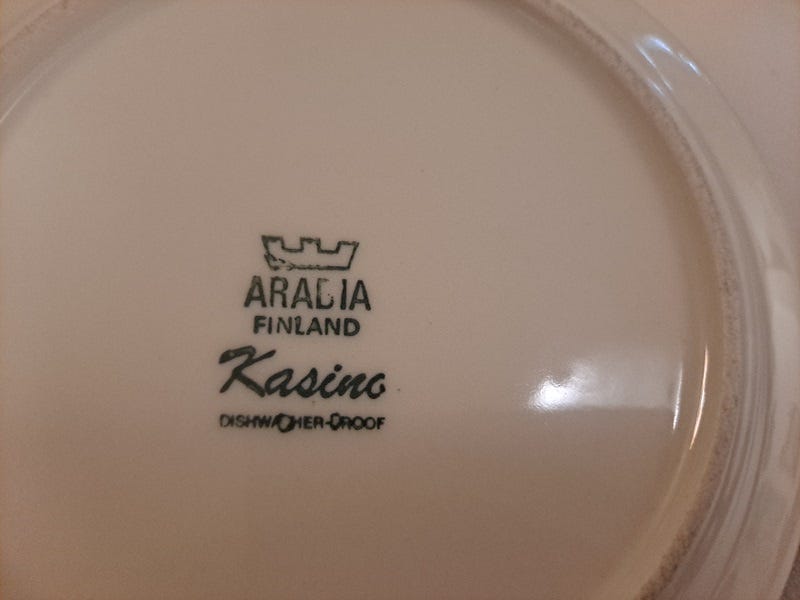 ARABIA
FINLAND
Kasino
DISHWASHER-PROOF